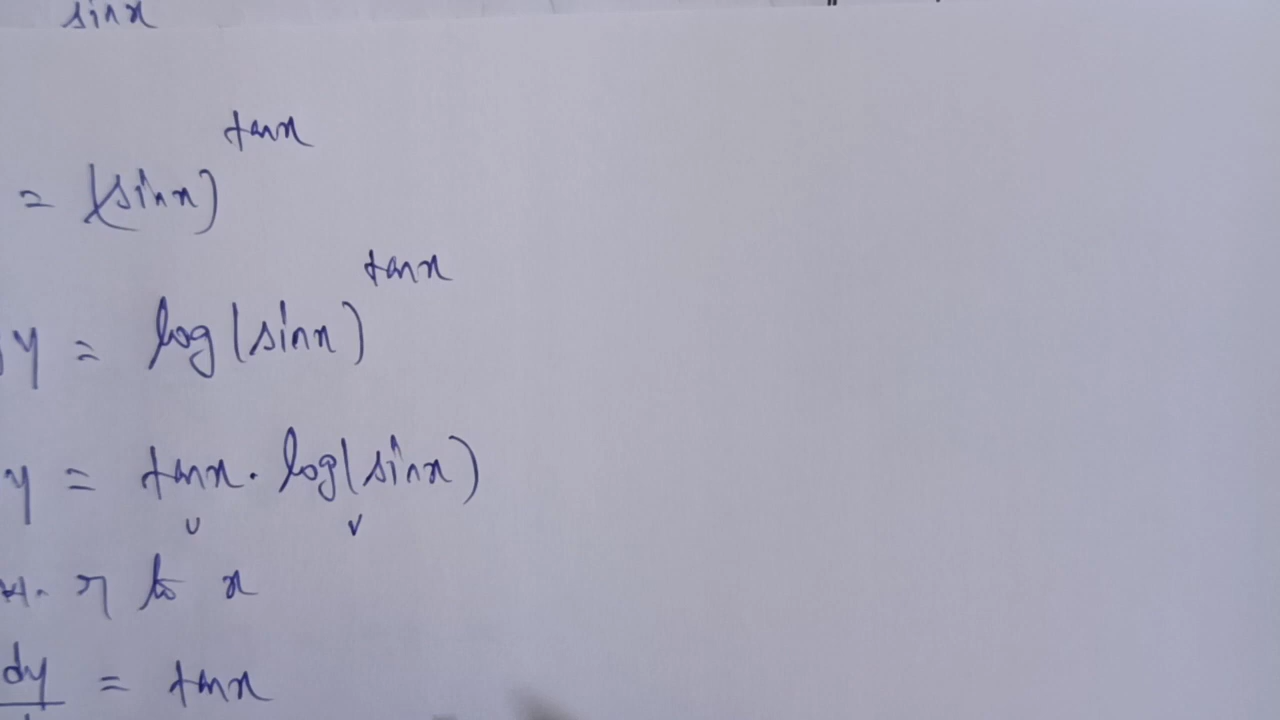 sinx
= (sinx)^tanx
y = log(sinx)^tanx
y = tanx. log(sinx)
u v
to x
dy = tanx